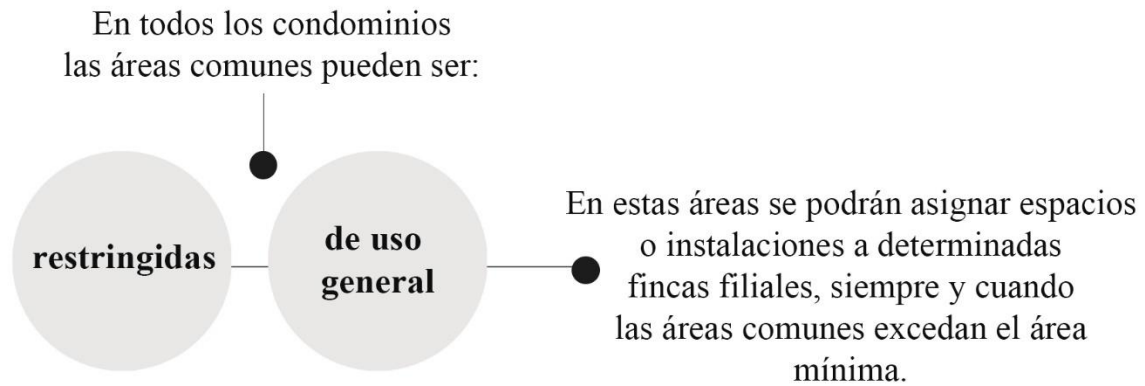 En todos los condominios
las áreas comunes pueden ser:
restringidas
de uso
general
En estas áreas se podrán asignar espacios
o instalaciones a determinadas
fincas filiales, siempre y cuando
las áreas comunes excedan el área
mínima.